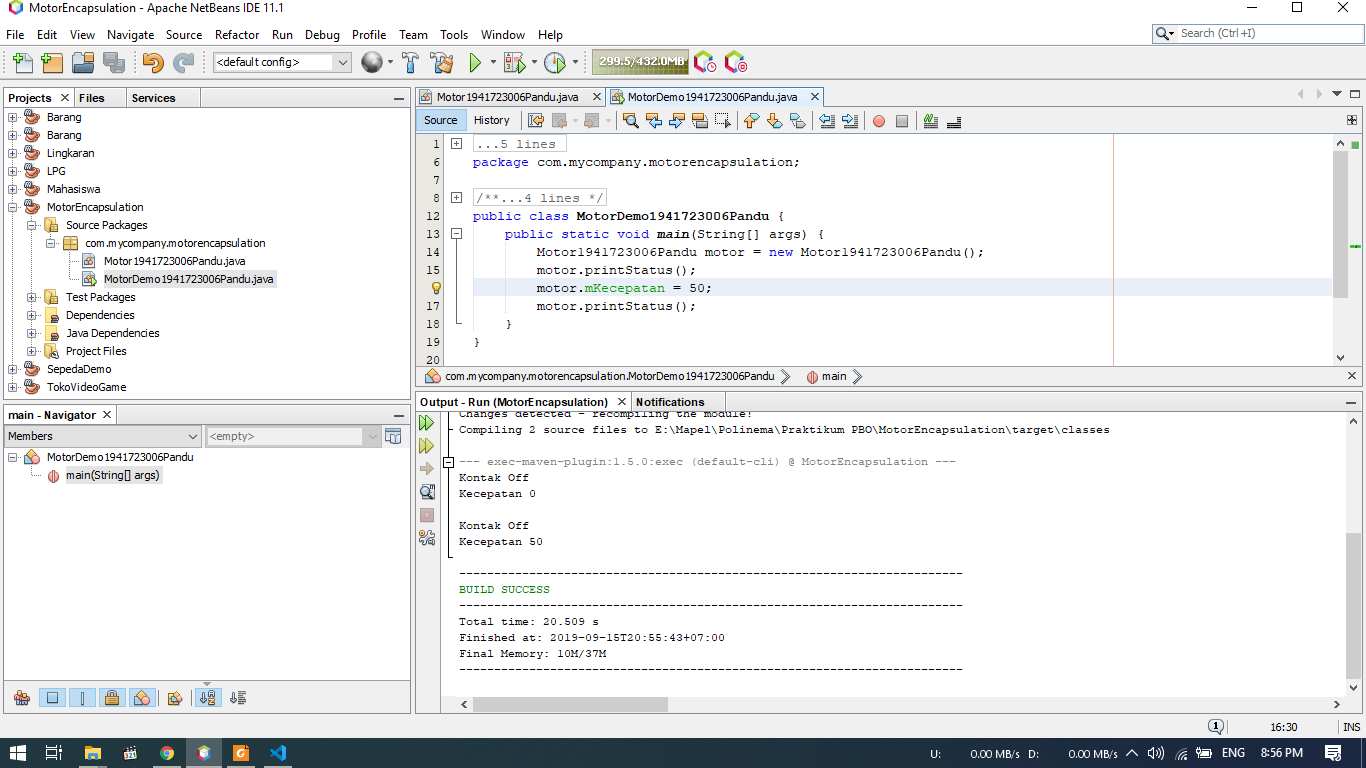 MotorEncapsulation - Apache NetBeans IDE 11.1
File Edit View Navigate Source Refactor Run Debug Profile Team Tools Window Help
Search (Ctrl+I)
<default config>
299.5/432.0MB
Projects Files Services
Barang
Barang
Lingkaran
LPG
Mahasiswa
MotorEncapsulation
Source Packages
com.mycompany.motorencapsulation
Motor1941723006Pandu.java
MotorDemo1941723006Pandu.java
Test Packages
Dependencies
Java Dependencies
Project Files
SepedaDemo
TokoVideoGame
main - Navigator
Members
<empty>
MotorDemo1941723006Pandu
main(String[] args)
Motor1941723006Pandu.java MotorDemo1941723006Pandu.java
Source History
1 ...5 lines
6 package com.mycompany.motorencapsulation;
7
8 /**...4 lines */
12 public class MotorDemo1941723006Pandu {
13 public static void main(String[] args) {
14 Motor1941723006Pandu motor = new Motor1941723006Pandu();
15 motor.printStatus();
motor.mKecepatan = 50;
17 motor.printStatus();
18 }
19 }
20
com.mycompany.motorencapsulation.MotorDemo1941723006Pandu main
Output - Run (MotorEncapsulation) Notifications
Changes detected - recompiling the module!
Compiling 2 source files to E:\Mapel\Polinema\Praktikum PBO\MotorEncapsulation\target\classes
--- exec-maven-plugin:1.5.0:exec (default-cli) @ MotorEncapsulation ---
Kontak Off
Kecepatan 0
Kontak Off
Kecepatan 50
------------------------------------------------------------------------
BUILD SUCCESS
------------------------------------------------------------------------
Total time: 20.509 s
Finished at: 2019-09-15T20:55:43+07:00
Final Memory: 10M/37M
------------------------------------------------------------------------
1 16:30 INS
U: 0.00 MB/s D: 0.00 MB/s ENG 8:56 PM